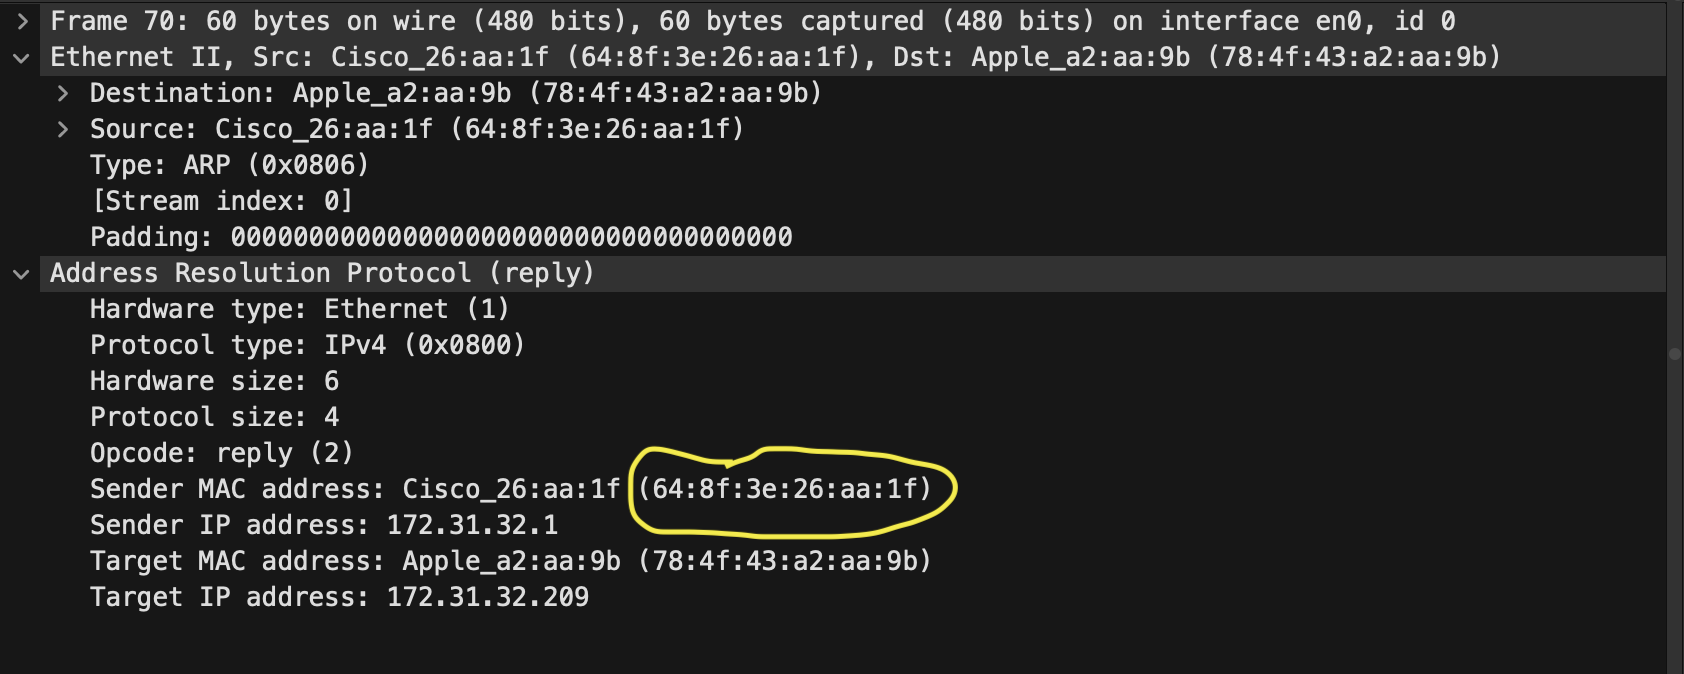 Frame 70: 60 bytes on wire (480 bits), 60 bytes captured (480 bits) on interface en0, id 0
Ethernet II, Src: Cisco_26:aa:1f (64:8f:3e:26:aa:1f), Dst: Apple_a2:aa:9b (78:4f:43:a2:aa:9b)
Destination: Apple_a2:aa:9b (78:4f:43:a2:aa:9b)
Source: Cisco_26:aa:1f (64:8f:3e:26:aa:1f)
Type: ARP (0x0806)
[Stream index: 0]
Padding: 000000000000000000000000000000000000
Address Resolution Protocol (reply)
Hardware type: Ethernet (1)
Protocol type: IPv4 (0x0800)
Hardware size: 6
Protocol size: 4
Opcode: reply (2)
Sender MAC address: Cisco_26:aa:1f (64:8f:3e:26:aa:1f)
Sender IP address: 172.31.32.1
Target MAC address: Apple_a2:aa:9b (78:4f:43:a2:aa:9b)
Target IP address: 172.31.32.209